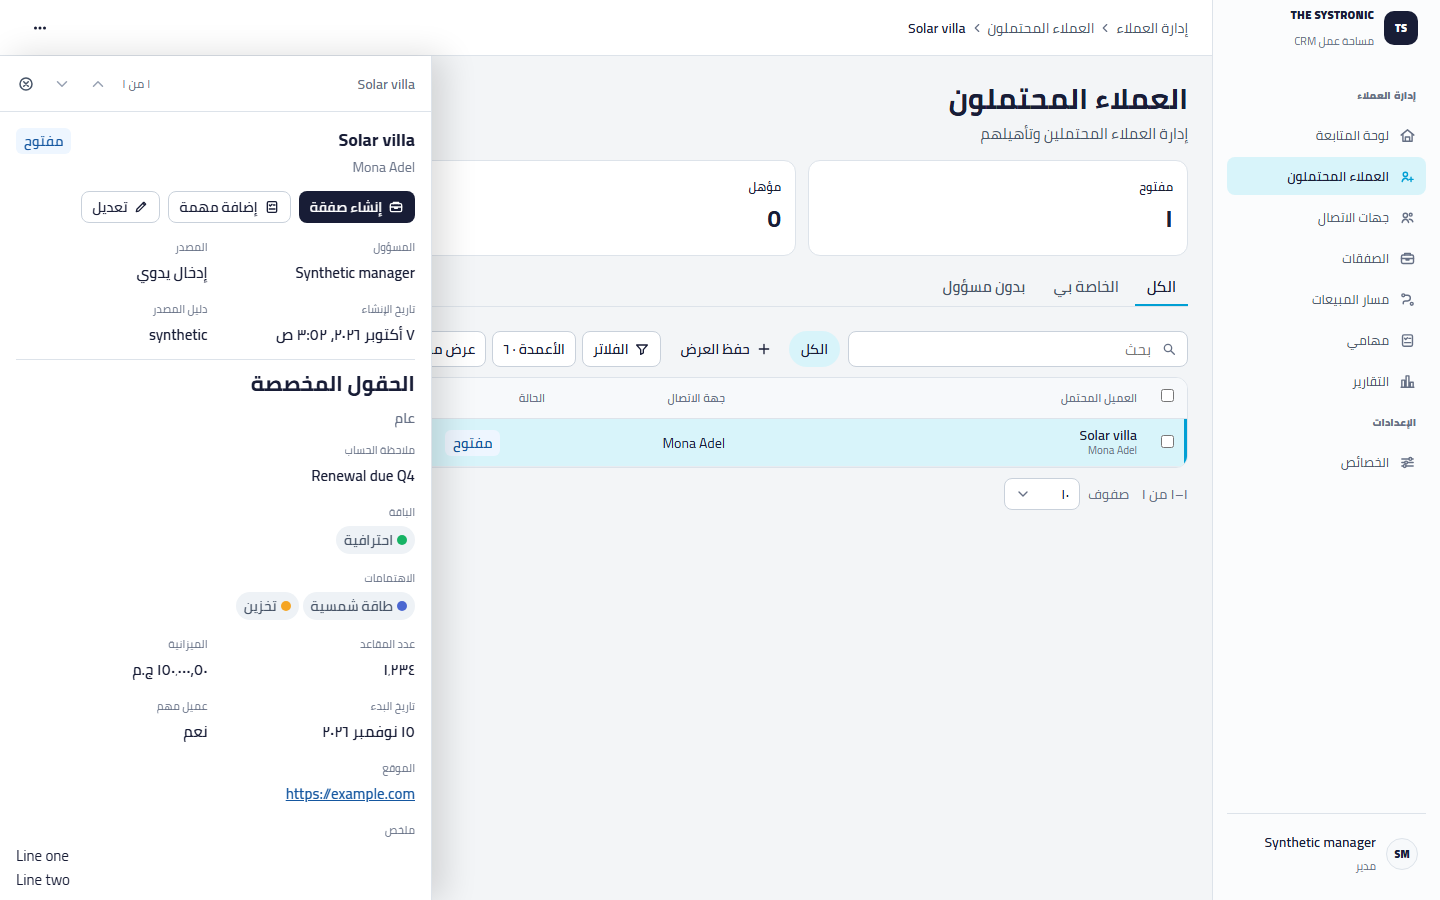 THE SYSTRONIC
TS
مساحة عمل CRM
إدارة العملاء
لوحة المتابعة
العملاء المحتملون
جهات الاتصال
الصفقات
مسار المبيعات
مهامي
التقارير
الإعدادات
الخصائص
Synthetic manager
SM
مدير
إدارة العملاء
العملاء المحتملون
Solar villa
العملاء المحتملون
إدارة العملاء المحتملين وتأهيلهم
مفتوح
١
مؤهل
0
الكل
الخاصة بي
بدون مسؤول
بحث
الكل
حفظ العرض
الفلاتر
الأعمدة ٦٠
عرض
العميل المحتمل
جهة الاتصال
الحالة
Solar villa
Mona Adel
Mona Adel
مفتوح
١–١ من ١
صفوف
١٠
Solar villa
١ من ١
Solar villa
مفتوح
Mona Adel
إنشاء صفقة
إضافة مهمة
تعديل
المسؤول
المصدر
Synthetic manager
إدخال يدوي
تاريخ الإنشاء
دليل المصدر
٧ أكتوبر ٢٠٢٦, ٣:٥٢ ص
synthetic
الحقول المخصصة
عام
ملاحظة الحساب
Renewal due Q4
الباقة
احترافية
الاهتمامات
طاقة شمسية
تخزين
عدد المقاعد
الميزانية
١٬٢٣٤
١٥٠٬٠٠٠٫٥٠ ج.م
تاريخ البدء
عميل مهم
١٥ نوفمبر ٢٠٢٦
نعم
الموقع
https://example.com
ملخص
Line one
Line two